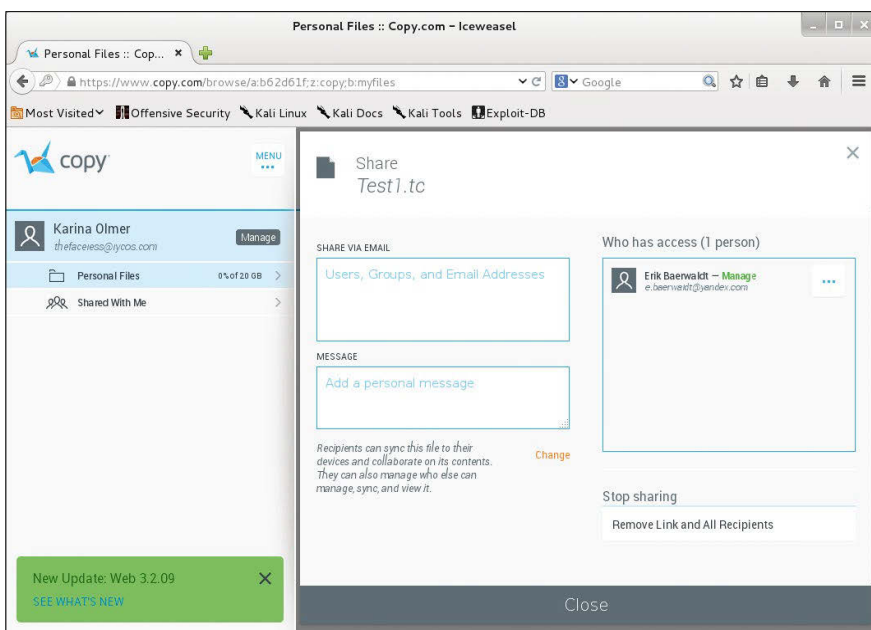 Personal Files :: Copy.com - Iceweasel
Personal Files :: Cop...
https://www.copy.com/browse/a:b62d61f;z:copy;b:myfiles
Google
Most Visited
Offensive Security
Kali Linux
Kali Docs
Kali Tools
Exploit-DB
copy
MENU
Karina Olmer
Manage
Personal Files
0% of 20 GB
Shared With Me
New Update: Web 3.2.09
SEE WHAT'S NEW
Share
Test1.tc
SHARE VIA EMAIL
Users, Groups, and Email Addresses
MESSAGE
Add a personal message
Recipients can sync this file to their
devices and collaborate on its contents.
They can also manage who else can
manage, sync, and view it.
Change
Who has access (1 person)
Erik Baerwaldt — Manage
e.baerwaldt@yandex.com
Stop sharing
Remove Link and All Recipients
Close